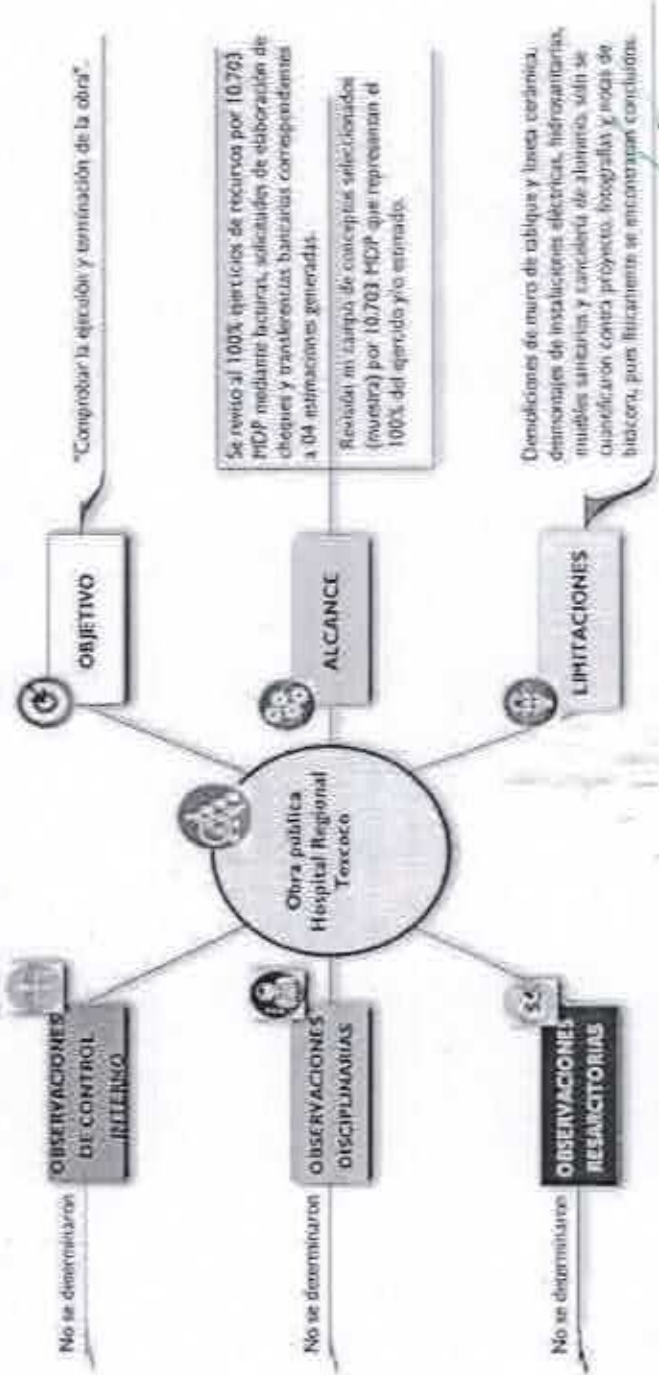 OBSERVACIONES
DE CONTROL
INTERNO
No se determinaron
OBSERVACIONES
DISCIPLINARIAS
No se determinaron
OBSERVACIONES
RESARCITORIAS
No se determinaron
Obra pública
Hospital Regional
Texcoco
OBJETIVO
"Comprobar la ejecución y terminación de la obra".
ALCANCE
Se reviso al 100% ejercicios de recursos por 10.703
MDP mediante facturas, solicitudes de elaboración de
cheques y transferencias bancarias correspondientes
a 04 estimaciones generadas.
Revisión en campo de conceptos seleccionados
(muestra) por 10.703 MDP que representan el
100% del ejercido y/o estimado.
LIMITACIONES
Demoliciones de muro de tabique y loseta cerámica,
desmontajes de instalaciones eléctricas, hidrosanitarias,
muebles sanitarios y cancelería de aluminio, solo se
cuantificaron contra proyecto, fotografías y notas de
bitácora, pues físicamente se encontraban concluidos.